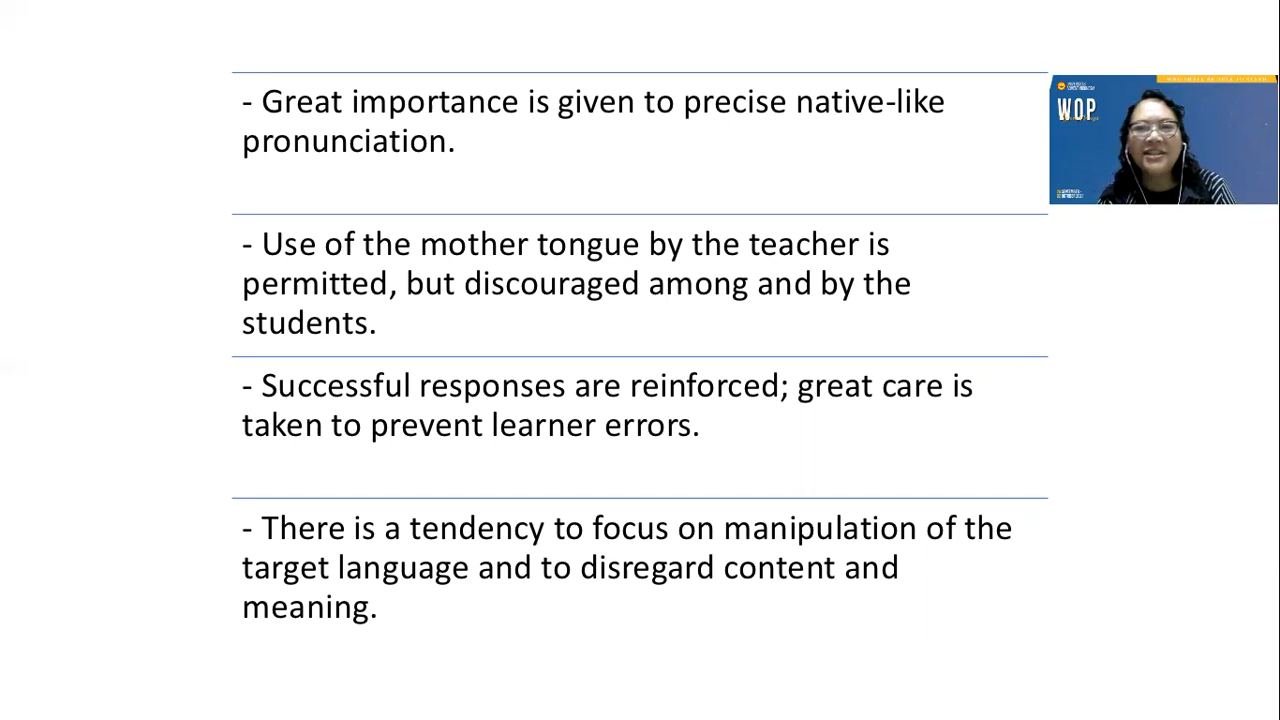 - Great importance is given to precise native-like
pronunciation.
- Use of the mother tongue by the teacher is
permitted, but discouraged among and by the
students.
- Successful responses are reinforced; great care is
taken to prevent learner errors.
- There is a tendency to focus on manipulation of the
target language and to disregard content and
meaning.
WOP